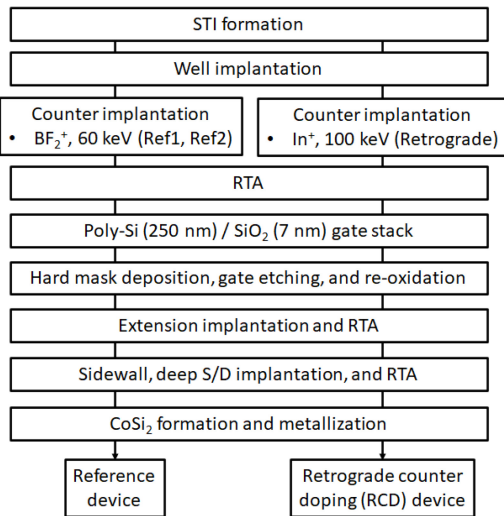 STI formation
Well implantation
Counter implantation
• BF₂⁺, 60 keV (Ref1, Ref2)
Counter implantation
• In⁺, 100 keV (Retrograde)
RTA
Poly-Si (250 nm) / SiO₂ (7 nm) gate stack
Hard mask deposition, gate etching, and re-oxidation
Extension implantation and RTA
Sidewall, deep S/D implantation, and RTA
CoSi₂ formation and metallization
Reference
device
Retrograde counter
doping (RCD) device